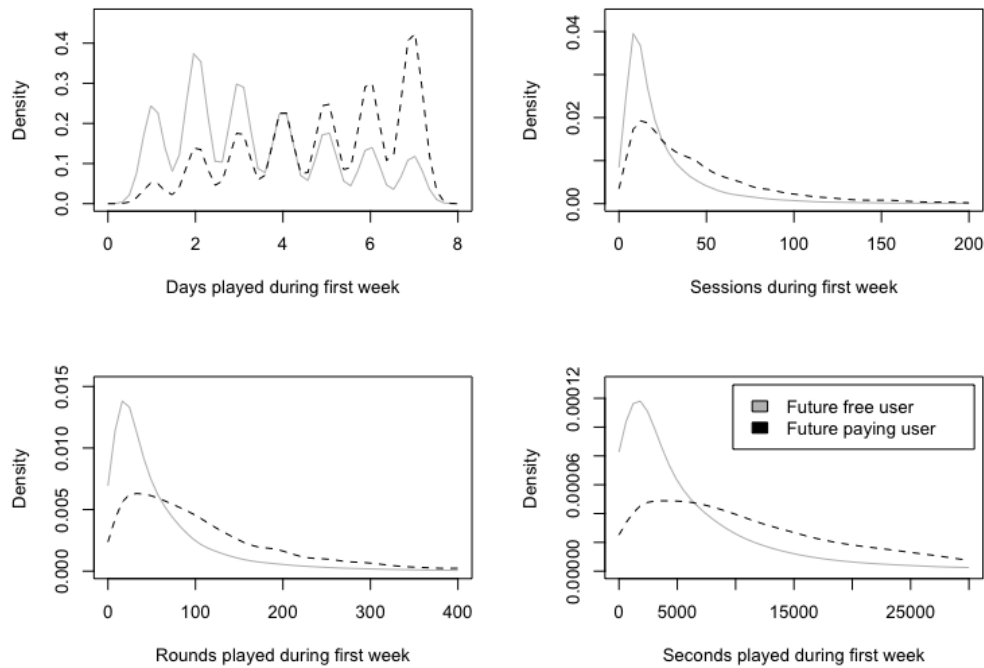 Density
0.0 0.1 0.2 0.3 0.4
0 2 4 6 8
Days played during first week
Density
0.00 0.02 0.04
0 50 100 150 200
Sessions during first week
Density
0.000 0.005 0.010 0.015
0 100 200 300 400
Rounds played during first week
Density
0.00000 0.00006 0.00012
0 5000 15000 25000
Seconds played during first week
Future free user
Future paying user